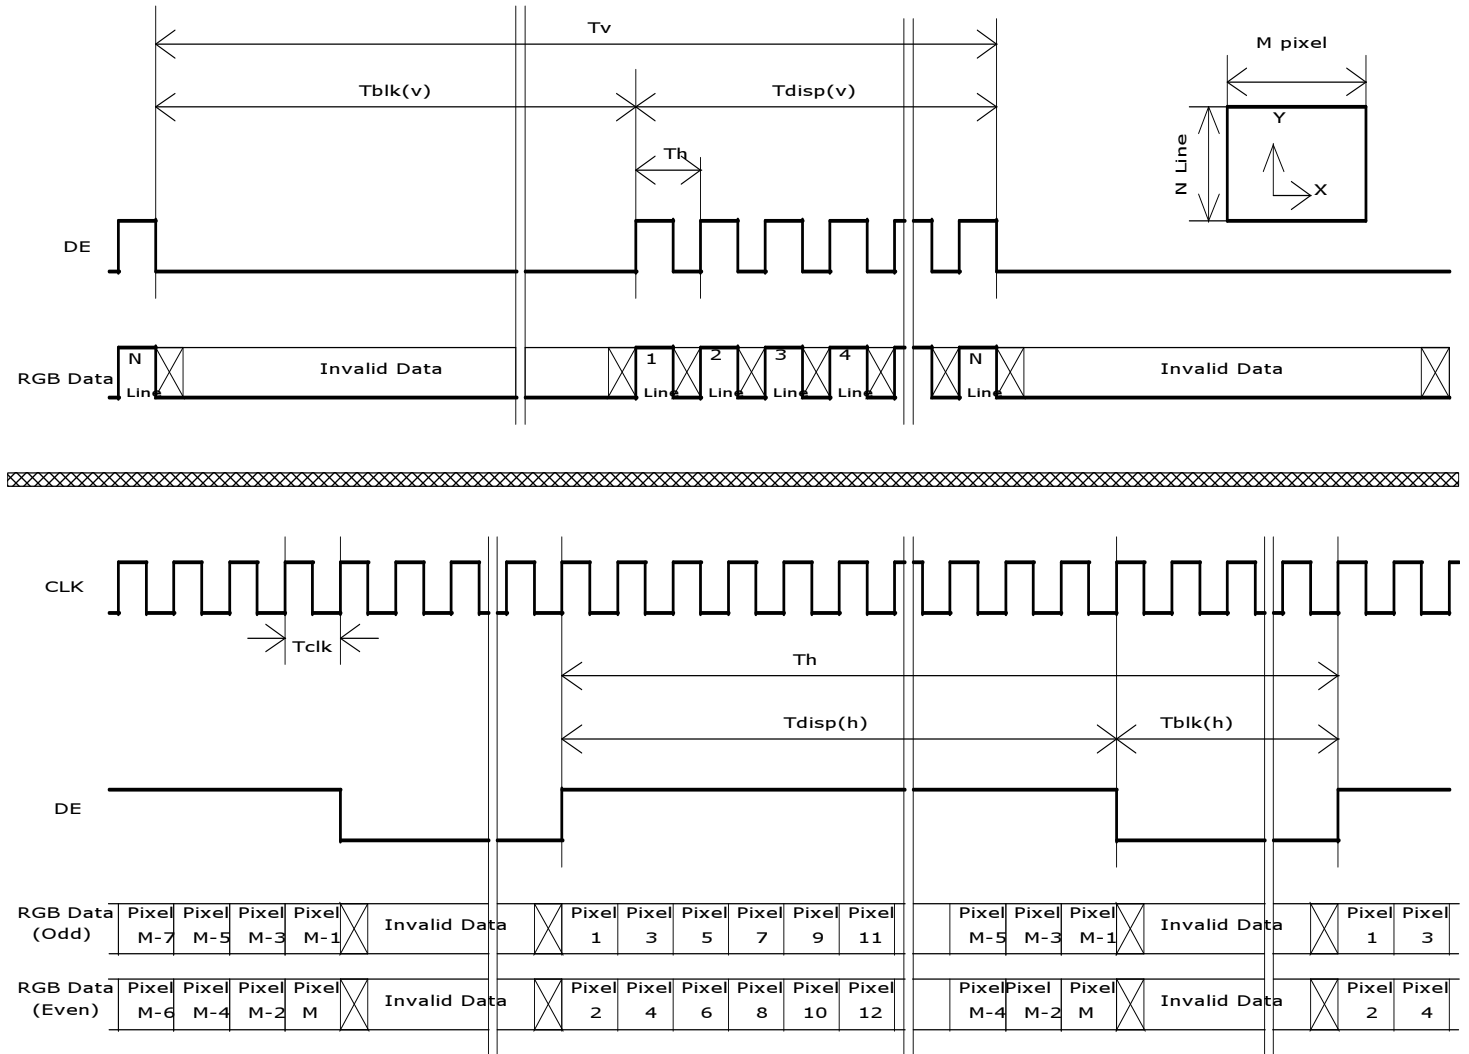 Tv
M pixel
Tblk(v)
Tdisp(v)
Y
N Line
Th
X
DE
RGB Data
N
Line
Invalid Data
1
Line
2
Line
3
Line
4
Line
N
Line
Invalid Data
CLK
Tclk
Th
Tdisp(h)
Tblk(h)
DE
RGB Data
(Odd)
Pixel
M-7
Pixel
M-5
Pixel
M-3
Pixel
M-1
Invalid Data
Pixel
1
Pixel
3
Pixel
5
Pixel
7
Pixel
9
Pixel
11
Pixel
M-5
Pixel
M-3
Pixel
M-1
Invalid Data
Pixel
1
Pixel
3
RGB Data
(Even)
Pixel
M-6
Pixel
M-4
Pixel
M-2
Pixel
M
Invalid Data
Pixel
2
Pixel
4
Pixel
6
Pixel
8
Pixel
10
Pixel
12
Pixel
M-4
Pixel
M-2
Pixel
M
Invalid Data
Pixel
2
Pixel
4